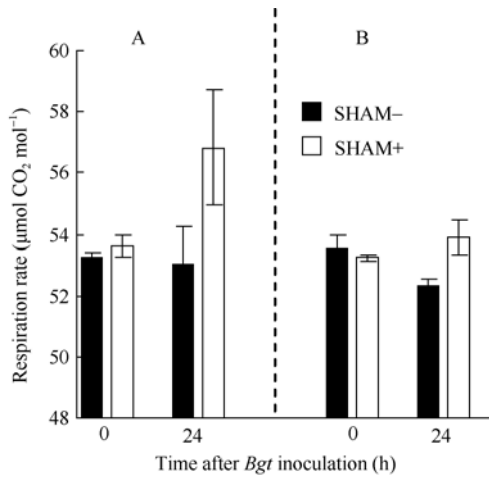 A
B
60
58
56
54
52
50
48
Respiration rate (μmol CO₂ mol⁻¹)
SHAM−
SHAM+
0
24
0
24
Time after Bgt inoculation (h)